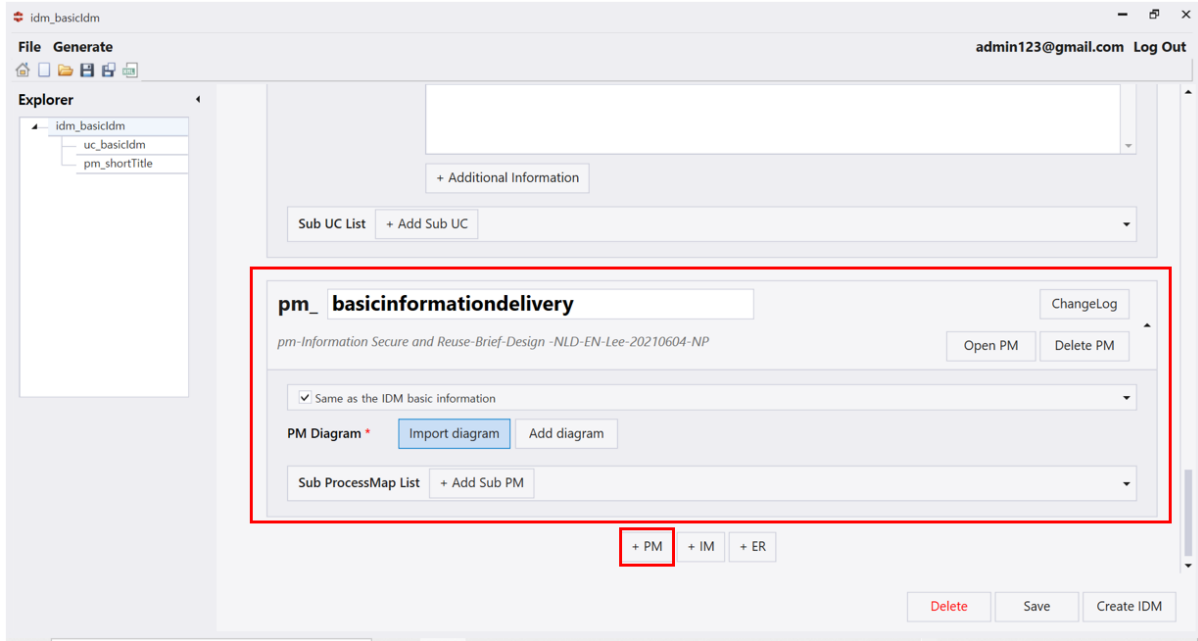 idm_basicIdm
File Generate
admin123@gmail.com Log Out
Explorer
idm_basicIdm
uc_basicIdm
pm_shortTitle
+ Additional Information
Sub UC List + Add Sub UC
pm_ basicinformationdelivery
ChangeLog
pm-Information Secure and Reuse-Brief-Design -NLD-EN-Lee-20210604-NP
Open PM Delete PM
Same as the IDM basic information
PM Diagram * Import diagram Add diagram
Sub ProcessMap List + Add Sub PM
+ PM + IM + ER
Delete Save Create IDM